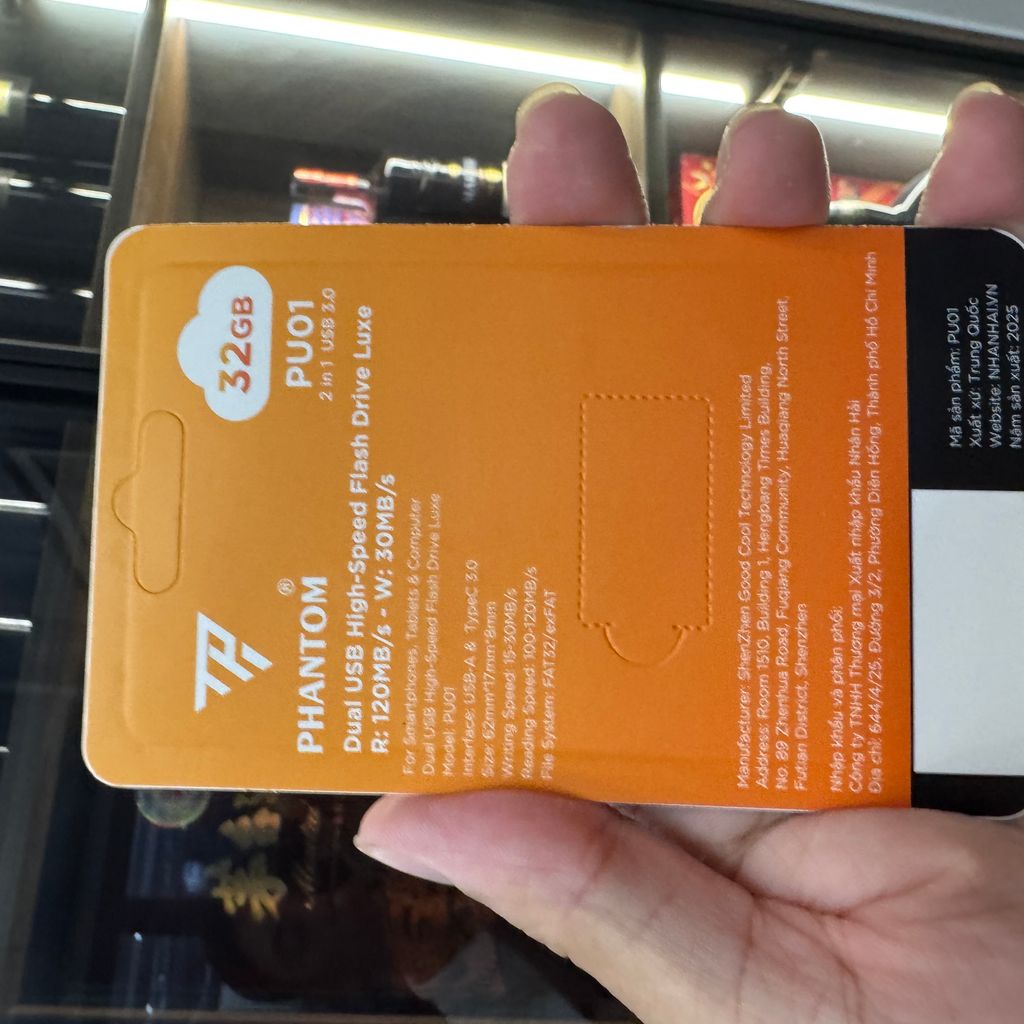 32GB
PHANTOM®
PU01
2 in 1 USB 3.0
Dual USB High-Speed Flash Drive Luxe
R: 120MB/s - W: 30MB/s
For Smartphones, Tablets & Computer
Dual USB High-Speed Flash Drive Luxe
Model: PU01
Interface: USB-A & TypeC 3.0
Size: 62mm*17mm*8mm
Writing Speed: 15-30MB/s
Reading Speed: 100-120MB/s
File System: FAT32/exFAT
Manufacturer: ShenZhen Good Cool Technology Limited
Address: Room 1510, Building 1, Hengbang Times Building,
No. 89 Zhenhua Road, Fuqiang Community, Huaqiang North Street,
Futian District, Shenzhen
Nhập khẩu và phân phối:
Công ty TNHH Thương mại Xuất nhập khẩu Nhân Hải
Địa chỉ: 644/4/25, Đường 3/2, Phường Diên Hồng, Thành phố Hồ Chí Minh
Mã sản phẩm: PU01
Xuất xứ: Trung Quốc
Website: NHANHAI.VN
Năm sản xuất: 2025